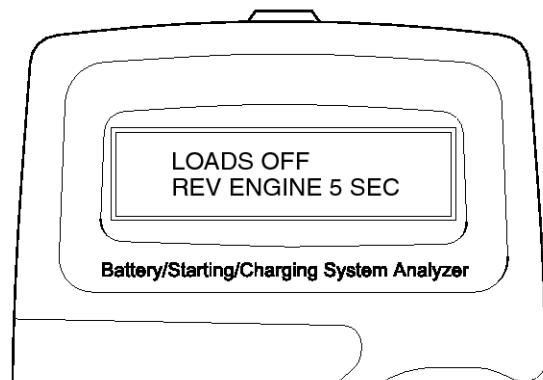 LOADS OFF
REV ENGINE 5 SEC
Battery/Starting/Charging System Analyzer